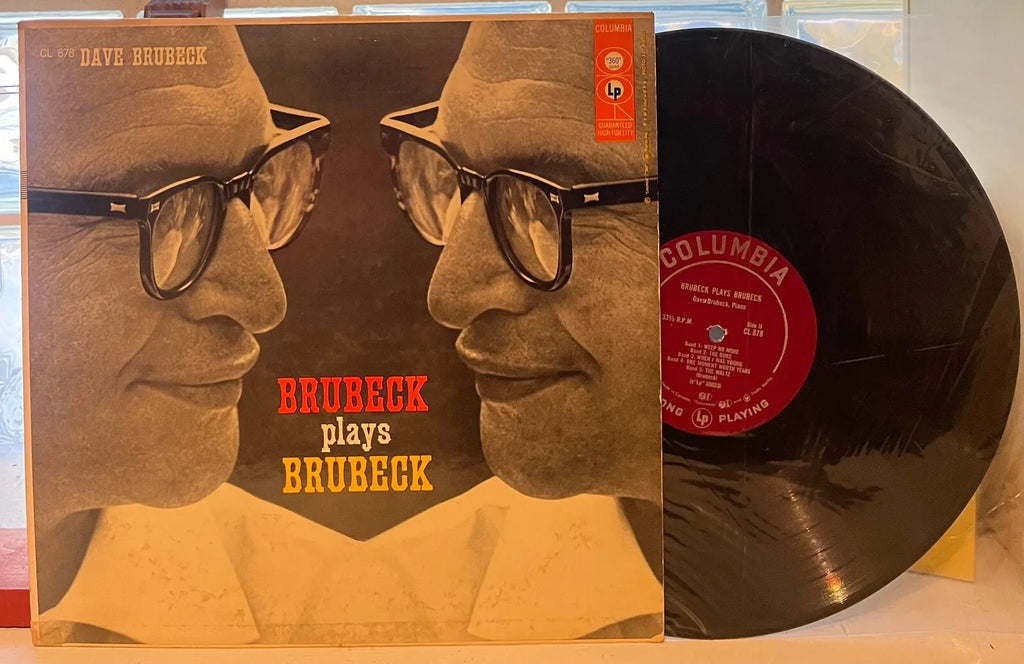 CL 878 DAVE BRUBECK
COLUMBIA
"360"
SOUND
Lp
GUARANTEED
HIGH FIDELITY
BRUBECK
plays
BRUBECK
COLUMBIA
BRUBECK PLAYS BRUBECK
Dave Brubeck, Piano
33⅓ R.P.M.
Side II
CL 878
Band 1: WEEP NO MORE
Band 2: THE DUKE
Band 3: WHEN I WAS YOUNG
Band 4: ONE MOMENT WORTH YEARS
Band 5: THE WALTZ
(Brubeck)
ONG Lp PLAYING